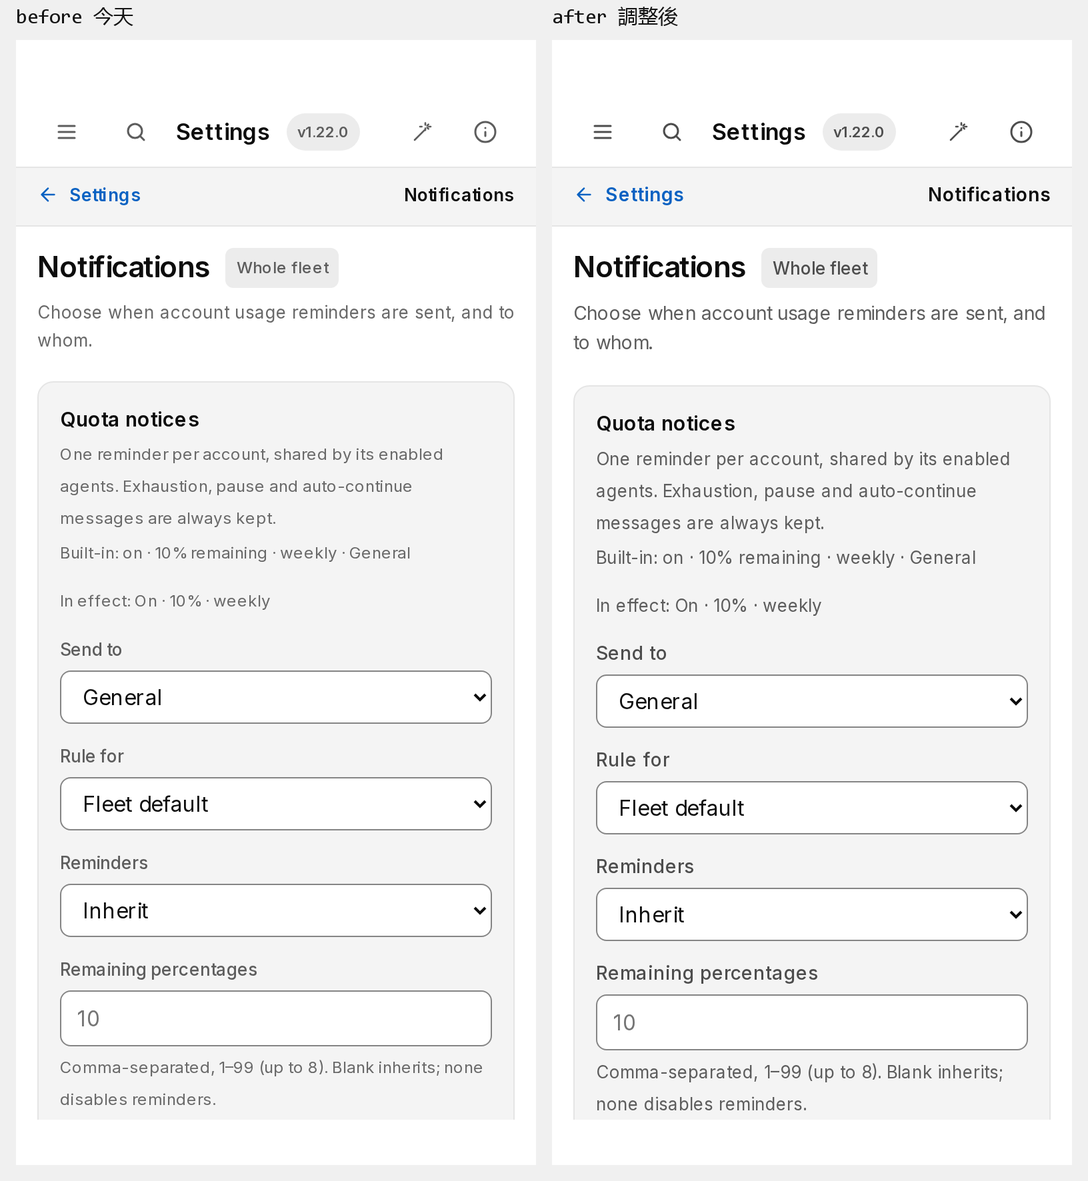 before 今天
Settings
v1.22.0
Settings
Notifications
Notifications
Whole fleet
Choose when account usage reminders are sent, and to
whom.
Quota notices
One reminder per account, shared by its enabled
agents. Exhaustion, pause and auto-continue
messages are always kept.
Built-in: on · 10% remaining · weekly · General
In effect: On · 10% · weekly
Send to
General
Rule for
Fleet default
Reminders
Inherit
Remaining percentages
10
Comma-separated, 1–99 (up to 8). Blank inherits; none
disables reminders.
after 調整後
Settings
v1.22.0
Settings
Notifications
Notifications
Whole fleet
Choose when account usage reminders are sent, and
to whom.
Quota notices
One reminder per account, shared by its enabled
agents. Exhaustion, pause and auto-continue
messages are always kept.
Built-in: on · 10% remaining · weekly · General
In effect: On · 10% · weekly
Send to
General
Rule for
Fleet default
Reminders
Inherit
Remaining percentages
10
Comma-separated, 1–99 (up to 8). Blank inherits;
none disables reminders.